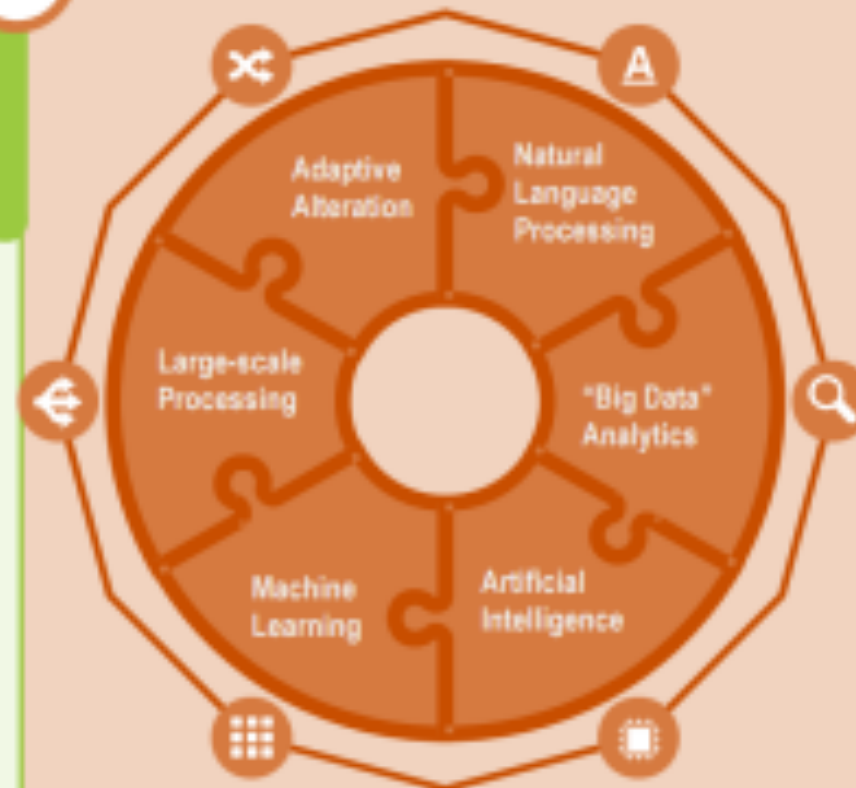 Adaptive
Alteration
Natural
Language
Processing
"Big Data"
Analytics
Artificial
Intelligence
Machine
Learning
Large-scale
Processing
A